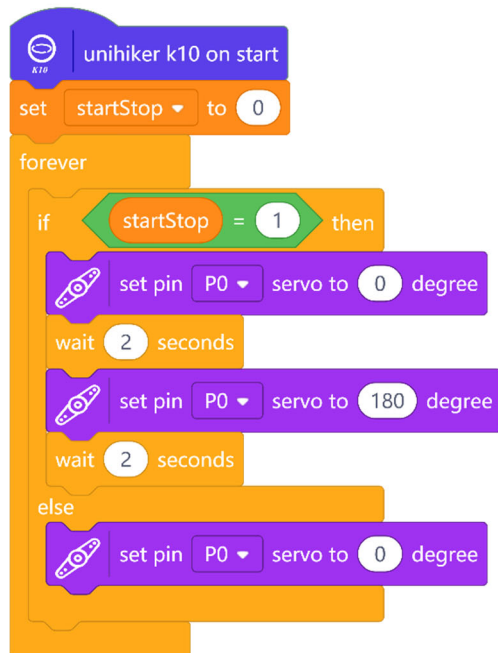 K10 unihiker k10 on start
set startStop to 0
forever
if startStop = 1 then
set pin P0 servo to 0 degree
wait 2 seconds
set pin P0 servo to 180 degree
wait 2 seconds
else
set pin P0 servo to 0 degree